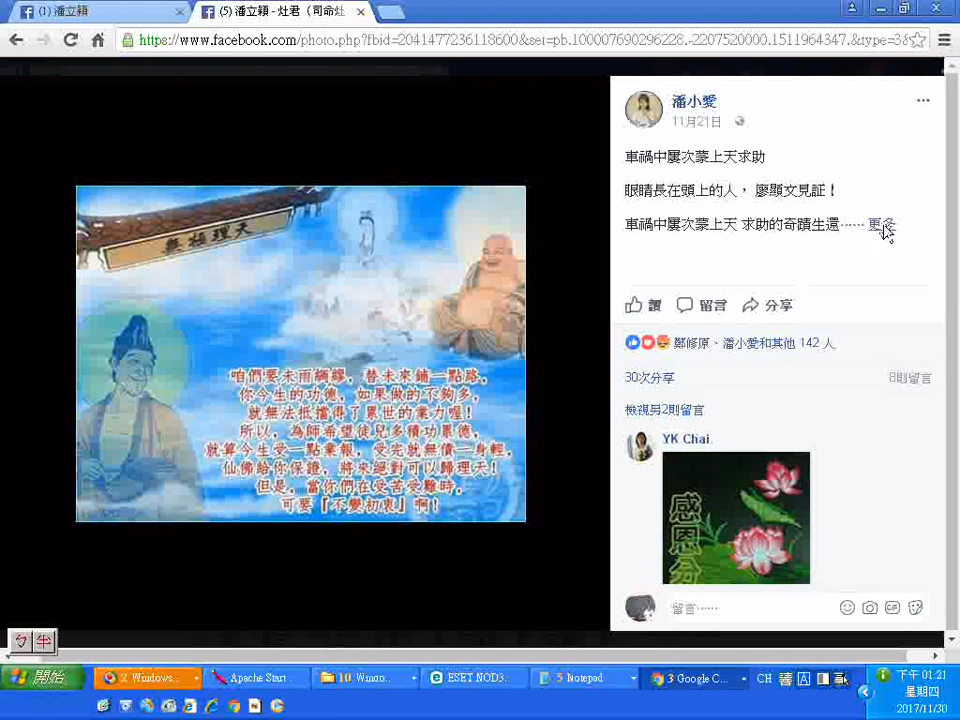 (1) 潘立穎
(5) 潘立穎 - 灶君（司命灶
https://www.facebook.com/photo.php?fbid=2041477236118600&set=pb.100007690296228.-2207520000.1511964347.&type=3&
無極理天
咱們要未雨綢繆，替未來鋪一點路，
你今生的功德，如果做的不夠多，
就無法抵擋得了累世的業力喔！
所以，為師希望徒兒多積功累德，
就算今生受一點業報，受完就無債一身輕，
仙佛給你保證，將來絕對可以歸理天！
但是，當你們在受苦受難時，
可要『不變初衷』啊！
潘小愛
11月21日
車禍中屢次蒙上天求助
眼睛長在頭上的人， 廖顯文見証！
車禍中屢次蒙上天 求助的奇蹟生還…… 更多
讚 留言 分享
鄭修原、潘小愛和其他 142 人
30次分享
8則留言
檢視另2則留言
YK Chai
感恩分
留言……
ㄅ 半
開始
2 Windows...
Apache Start
10 Windo...
ESET NOD3...
5 Notepad
3 Google C...
CH
下午 01:21
星期四
2017/11/30